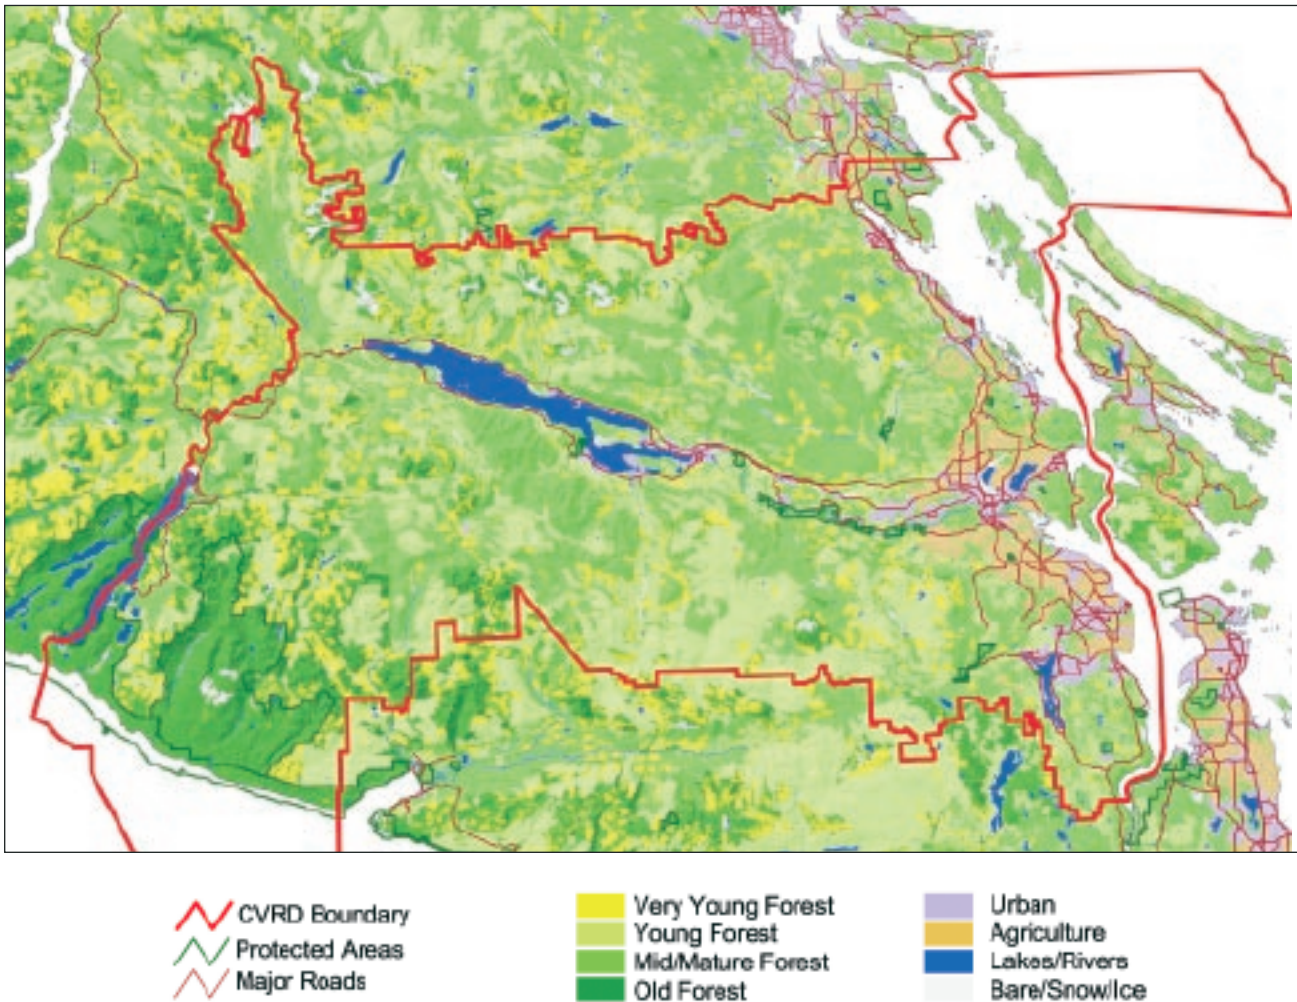 CVRD Boundary
Protected Areas
Major Roads
Very Young Forest
Young Forest
Mid/Mature Forest
Old Forest
Urban
Agriculture
Lakes/Rivers
Bare/Snow/Ice